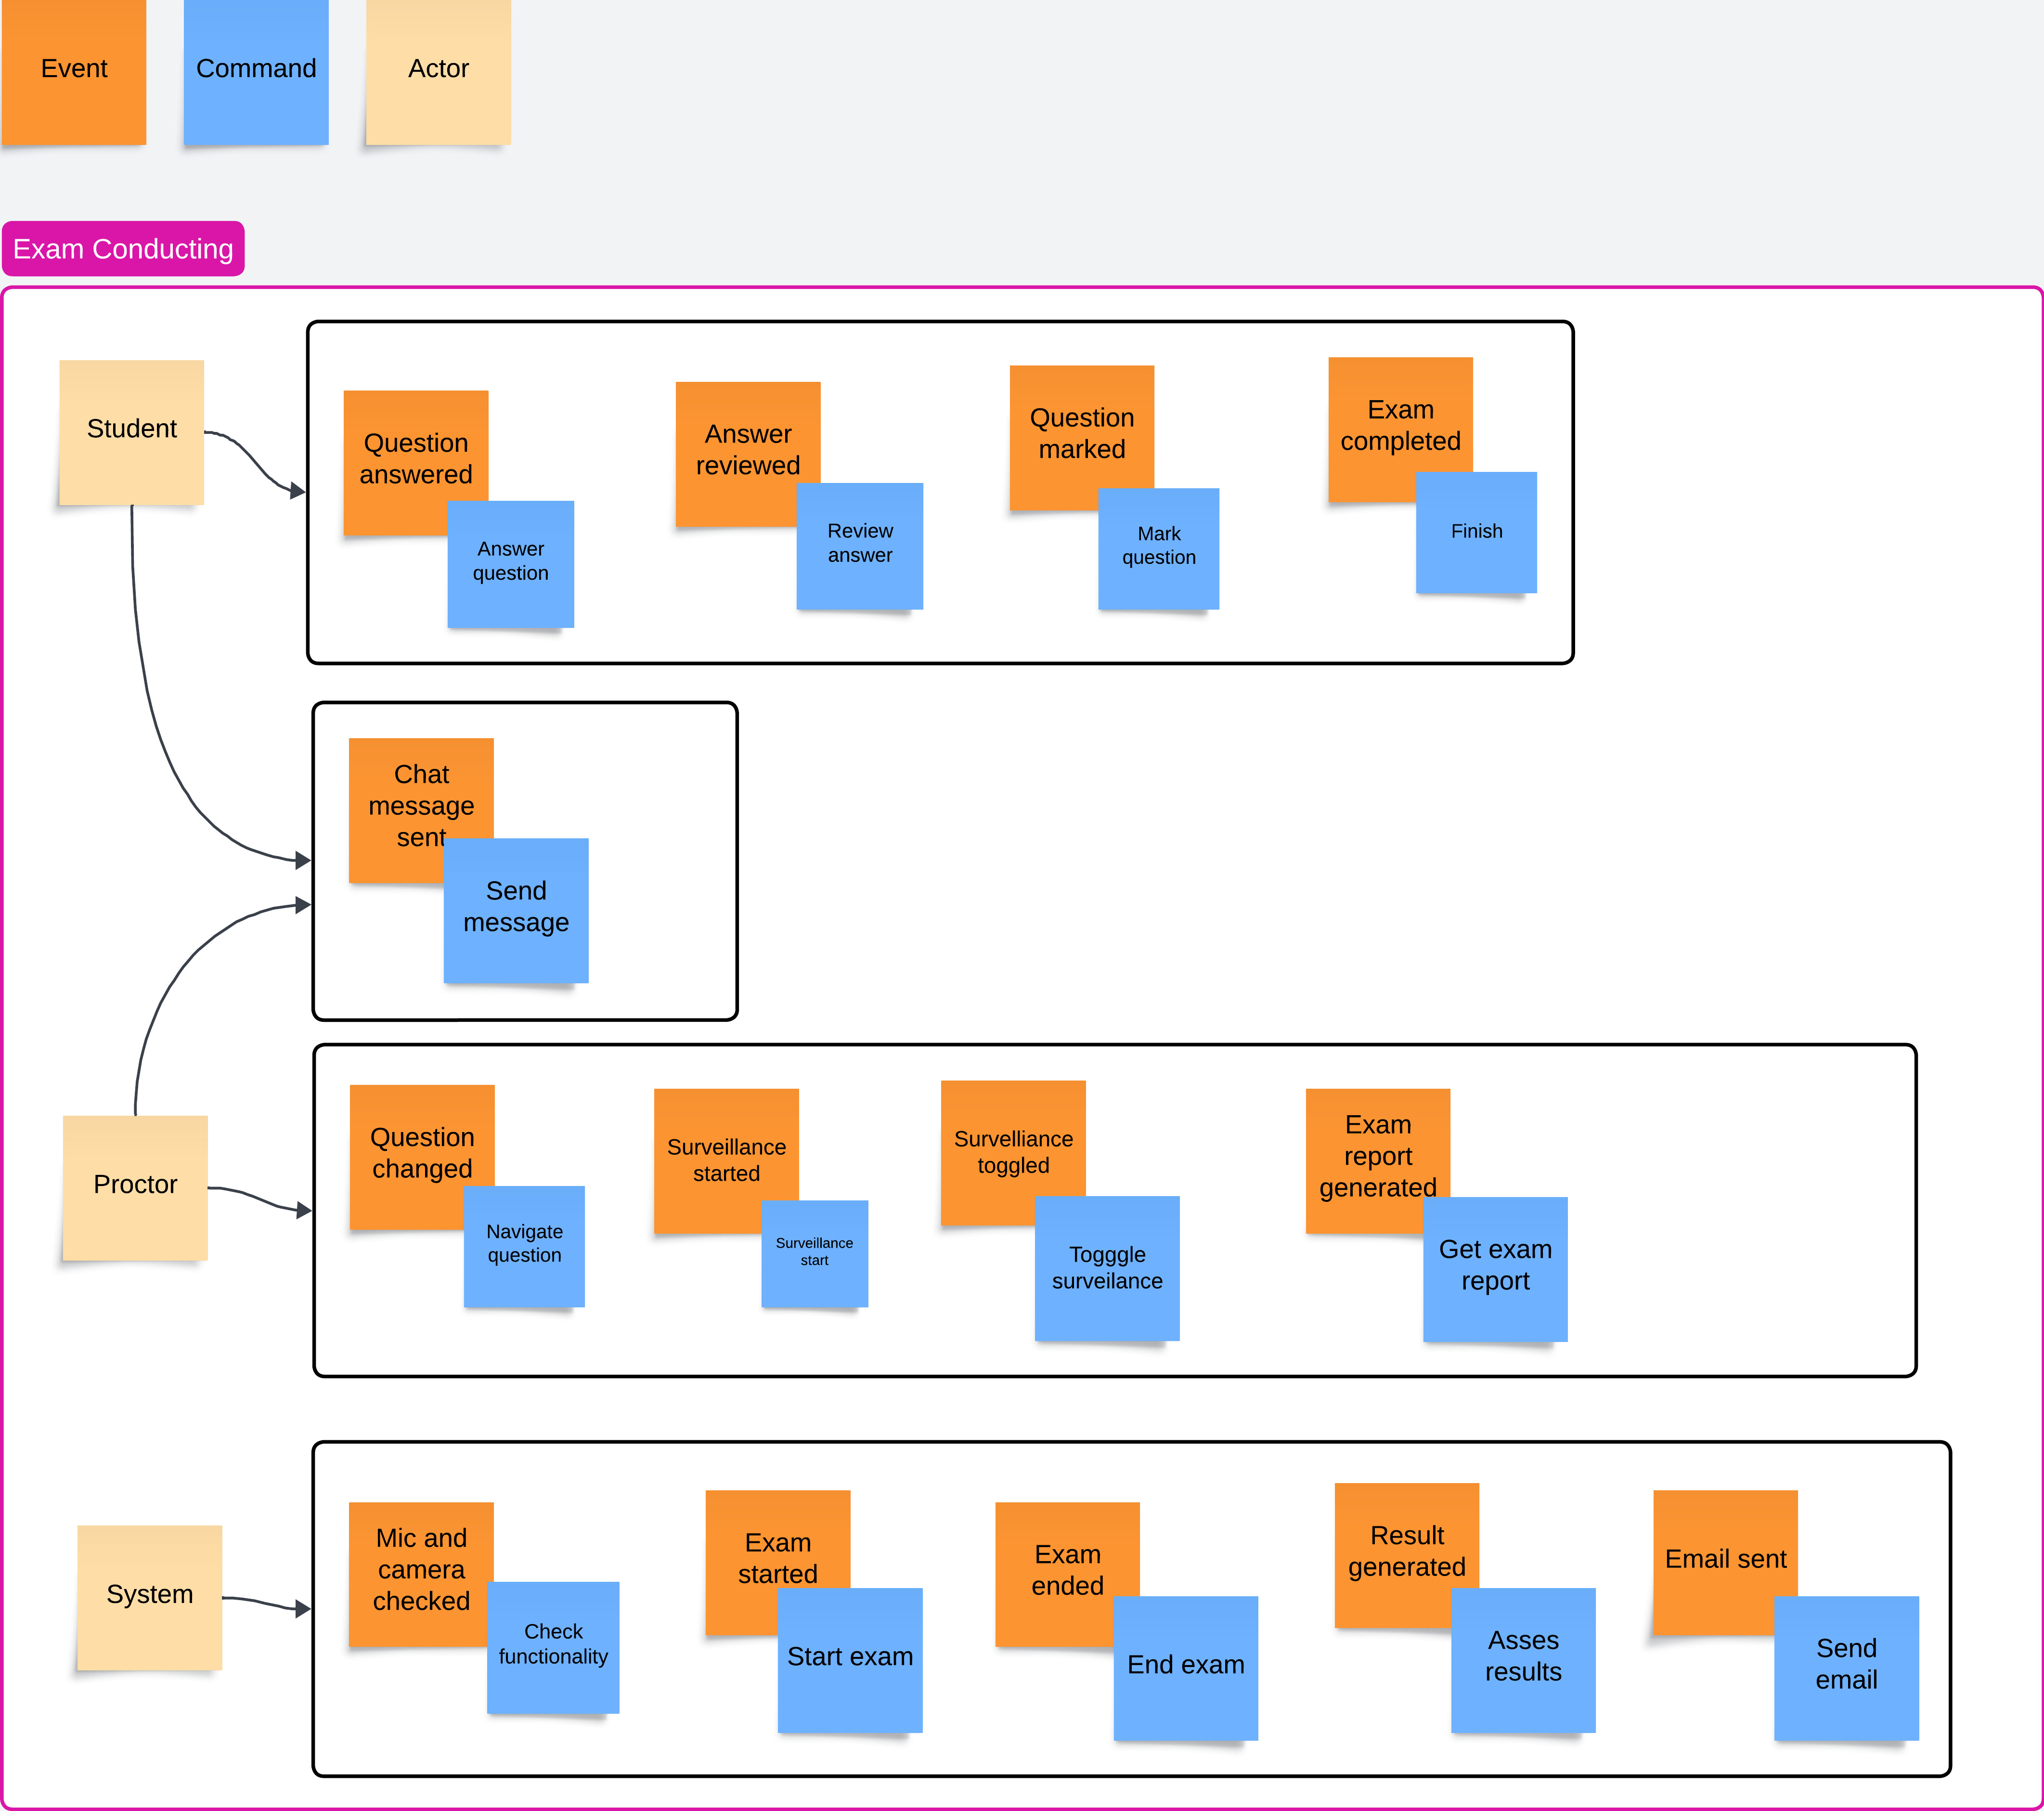 Event
Command
Actor
Exam Conducting
Student
Question
answered
Answer
question
Answer
reviewed
Review
answer
Question
marked
Mark
question
Exam
completed
Finish
Chat
message
sent
Send
message
Proctor
Question
changed
Navigate
question
Surveillance
started
Surveillance
start
Survelliance
toggled
Togggle
surveilance
Exam
report
generated
Get exam
report
System
Mic and
camera
checked
Check
functionality
Exam
started
Start exam
Exam
ended
End exam
Result
generated
Asses
results
Email sent
Send
email